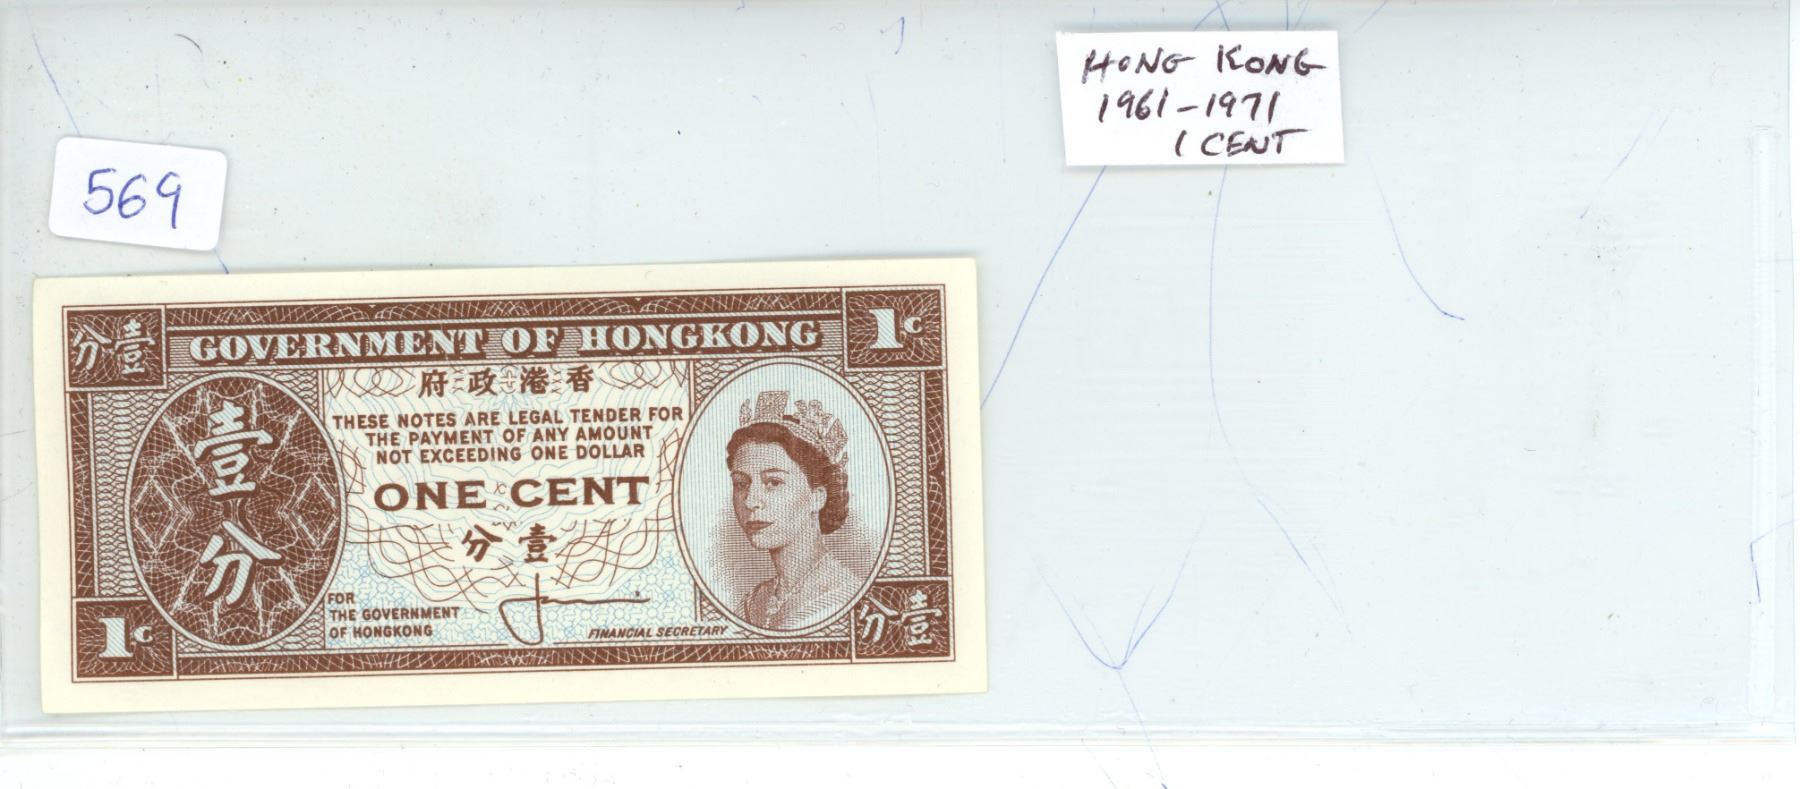 HONG KONG
1961-1971
1 CENT
569
分壹
GOVERNMENT OF HONGKONG
1c
府政港香
THESE NOTES ARE LEGAL TENDER FOR
THE PAYMENT OF ANY AMOUNT
NOT EXCEEDING ONE DOLLAR
壹
分
ONE CENT
分壹
FOR
THE GOVERNMENT
OF HONGKONG
FINANCIAL SECRETARY
1c
分壹